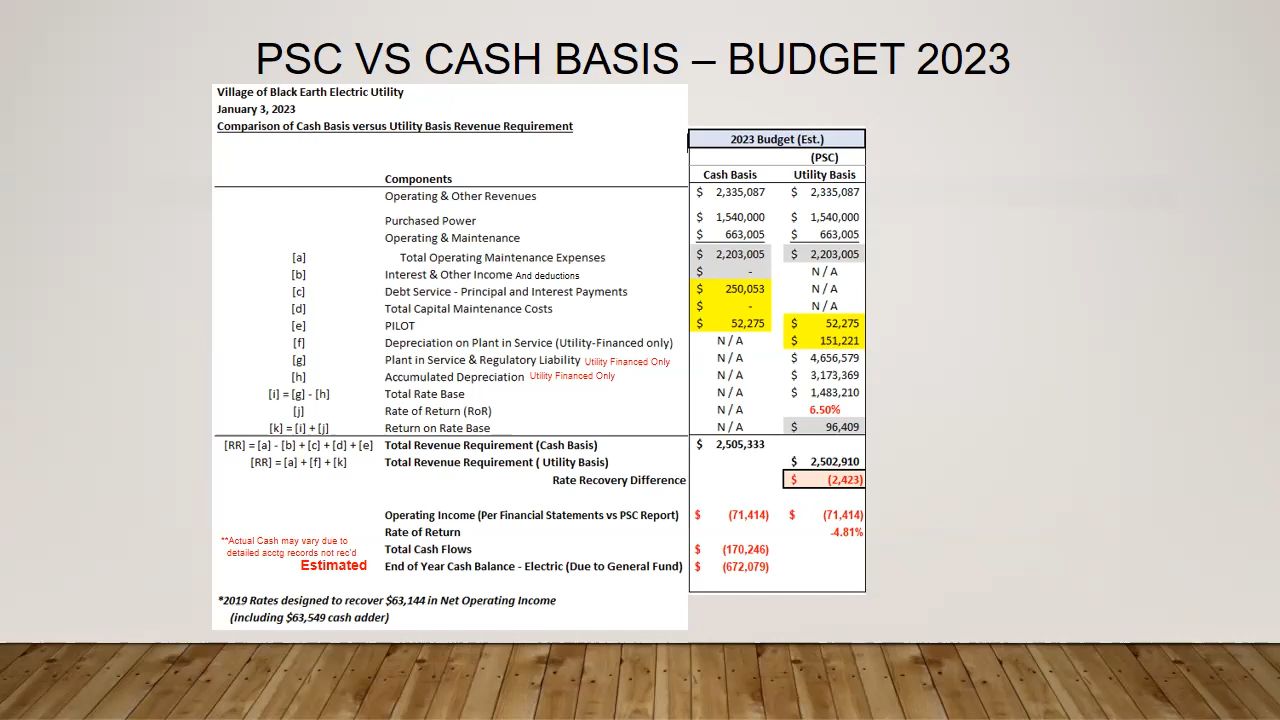 PSC VS CASH BASIS – BUDGET 2023
Village of Black Earth Electric Utility
January 3, 2023
Comparison of Cash Basis versus Utility Basis Revenue Requirement
2023 Budget (Est.)
(PSC)
Components Cash Basis Utility Basis
Operating & Other Revenues $ 2,335,087 $ 2,335,087
Purchased Power $ 1,540,000 $ 1,540,000
Operating & Maintenance $ 663,005 $ 663,005
[a] Total Operating Maintenance Expenses $ 2,203,005 $ 2,203,005
[b] Interest & Other Income And deductions $ - N / A
[c] Debt Service - Principal and Interest Payments $ 250,053 N / A
[d] Total Capital Maintenance Costs $ - N / A
[e] PILOT $ 52,275 $ 52,275
[f] Depreciation on Plant in Service (Utility-Financed only) N / A $ 151,221
[g] Plant in Service & Regulatory Liability Utility Financed Only N / A $ 4,656,579
[h] Accumulated Depreciation Utility Financed Only N / A $ 3,173,369
[i] = [g] - [h] Total Rate Base N / A $ 1,483,210
[j] Rate of Return (RoR) N / A 6.50%
[k] = [i] + [j] Return on Rate Base N / A $ 96,409
[RR] = [a] - [b] + [c] + [d] + [e] Total Revenue Requirement (Cash Basis) $ 2,505,333
[RR] = [a] + [f] + [k] Total Revenue Requirement ( Utility Basis) $ 2,502,910
Rate Recovery Difference $ (2,423)
Operating Income (Per Financial Statements vs PSC Report) $ (71,414) $ (71,414)
Rate of Return -4.81%
**Actual Cash may vary due to
detailed acctg records not rec'd
Total Cash Flows $ (170,246)
Estimated End of Year Cash Balance - Electric (Due to General Fund) $ (672,079)
*2019 Rates designed to recover $63,144 in Net Operating Income
(including $63,549 cash adder)